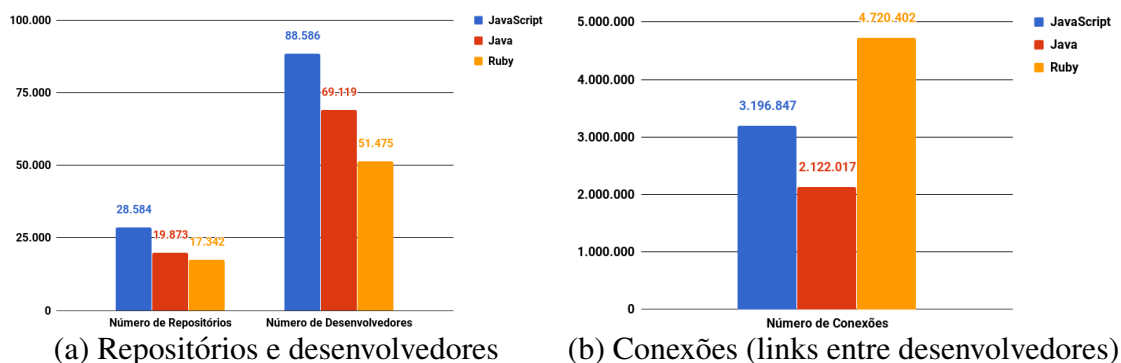 100.000
75.000
50.000
25.000
0
28.584
19.873
17.342
88.586
69.119
51.475
Número de Repositórios
Número de Desenvolvedores
JavaScript
Java
Ruby
(a) Repositórios e desenvolvedores
5.000.000
4.000.000
3.000.000
2.000.000
1.000.000
0
3.196.847
2.122.017
4.720.402
Número de Conexões
JavaScript
Java
Ruby
(b) Conexões (links entre desenvolvedores)